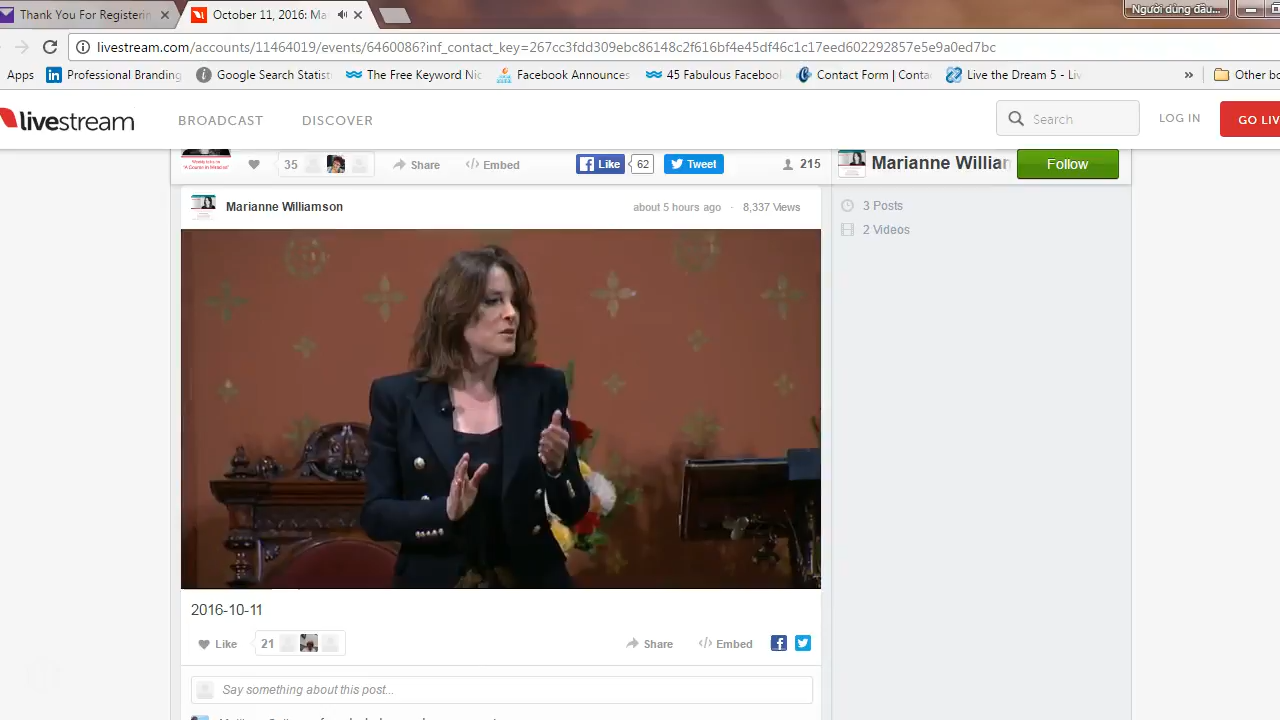 Thank You For Registerin
October 11, 2016: Ma
Người dùng đầu...
livestream.com/accounts/11464019/events/6460086?inf_contact_key=267cc3fdd309ebc86148c2f616f4e45df46c1c17eed602292857e5e9a0ed7bc
Apps Professional Branding Google Search Statist The Free Keyword Nic Facebook Announces 45 Fabulous Facebook Contact Form | Conta Live the Dream 5 - Liv » Other bo
livestream BROADCAST DISCOVER Search LOG IN GO LIV
35 Share Embed Like 62 Tweet 215 Marianne Willian Follow
Marianne Williamson about 5 hours ago · 8,337 Views
3 Posts
2 Videos
2016-10-11
Like 21 Share Embed
Say something about this post...